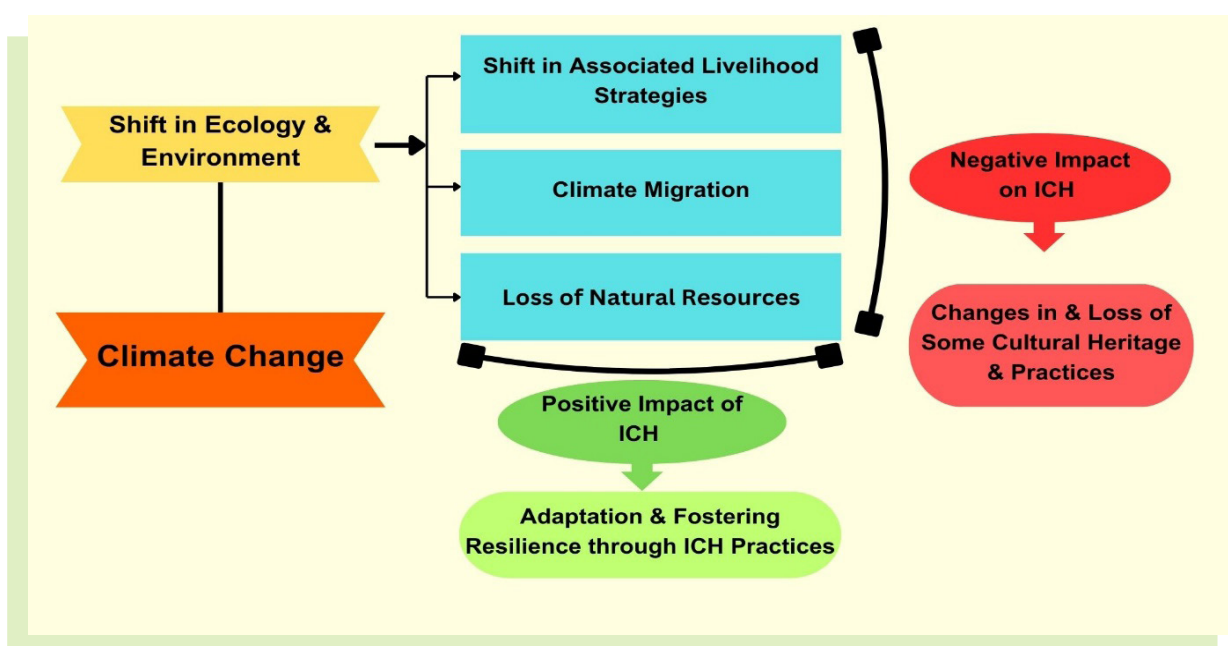 Shift in Ecology &
Environment
Climate Change
Shift in Associated Livelihood
Strategies
Climate Migration
Loss of Natural Resources
Negative Impact
on ICH
Changes in & Loss of
Some Cultural Heritage
& Practices
Positive Impact of
ICH
Adaptation & Fostering
Resilience through ICH Practices